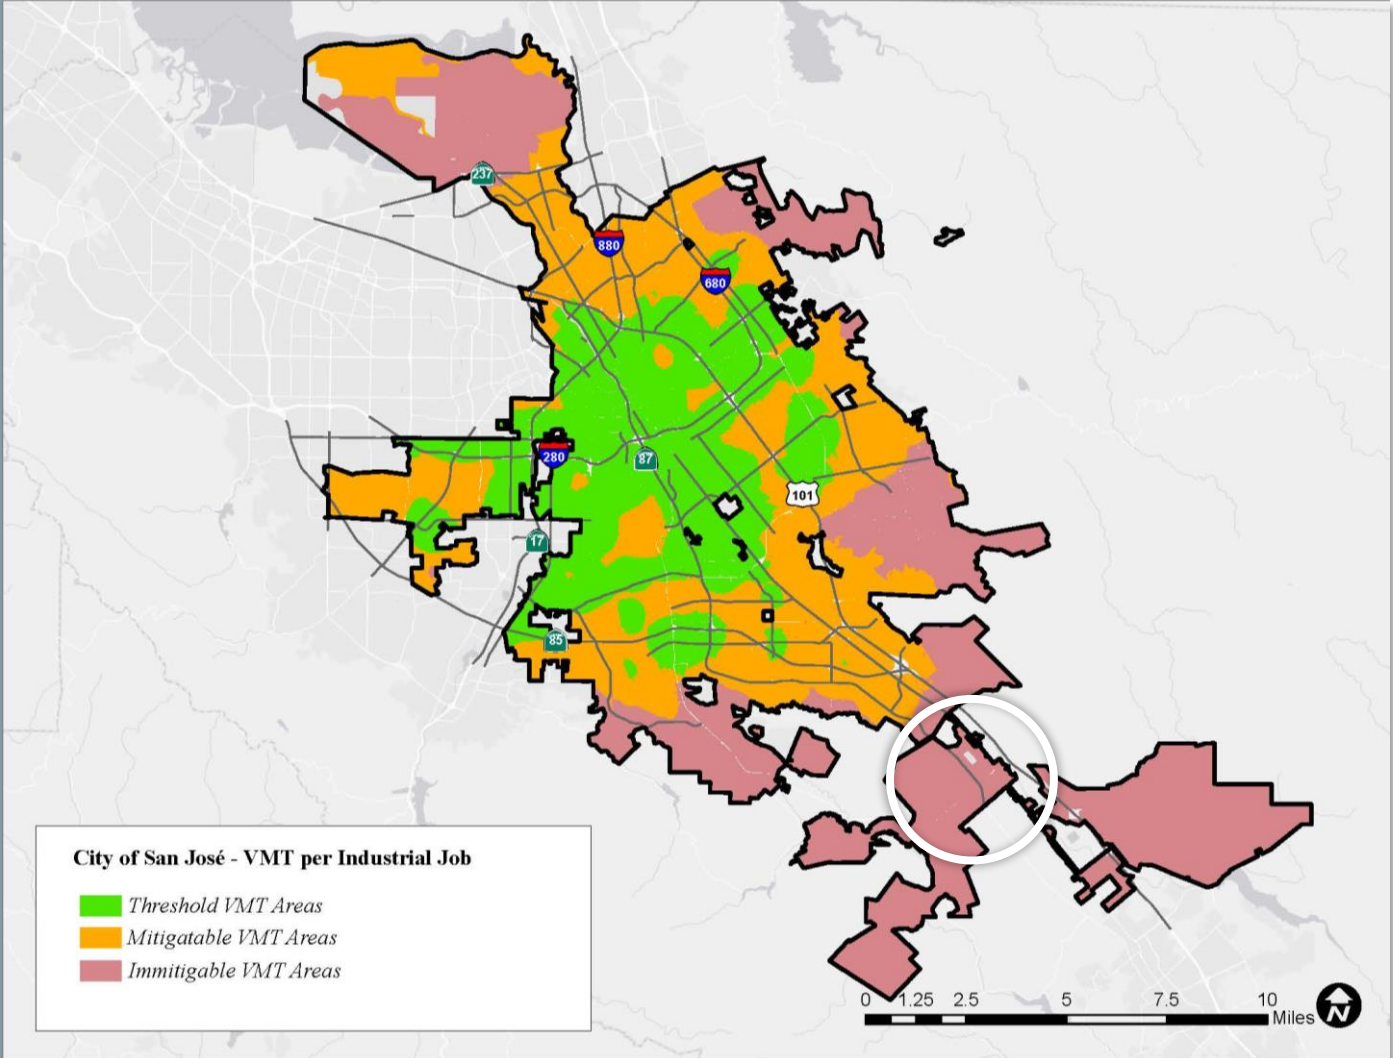 237
880
680
280
87
101
17
85
City of San José - VMT per Industrial Job
Threshold VMT Areas
Mitigatable VMT Areas
Immitigable VMT Areas
0 1.25 2.5 5 7.5 10
Miles
N